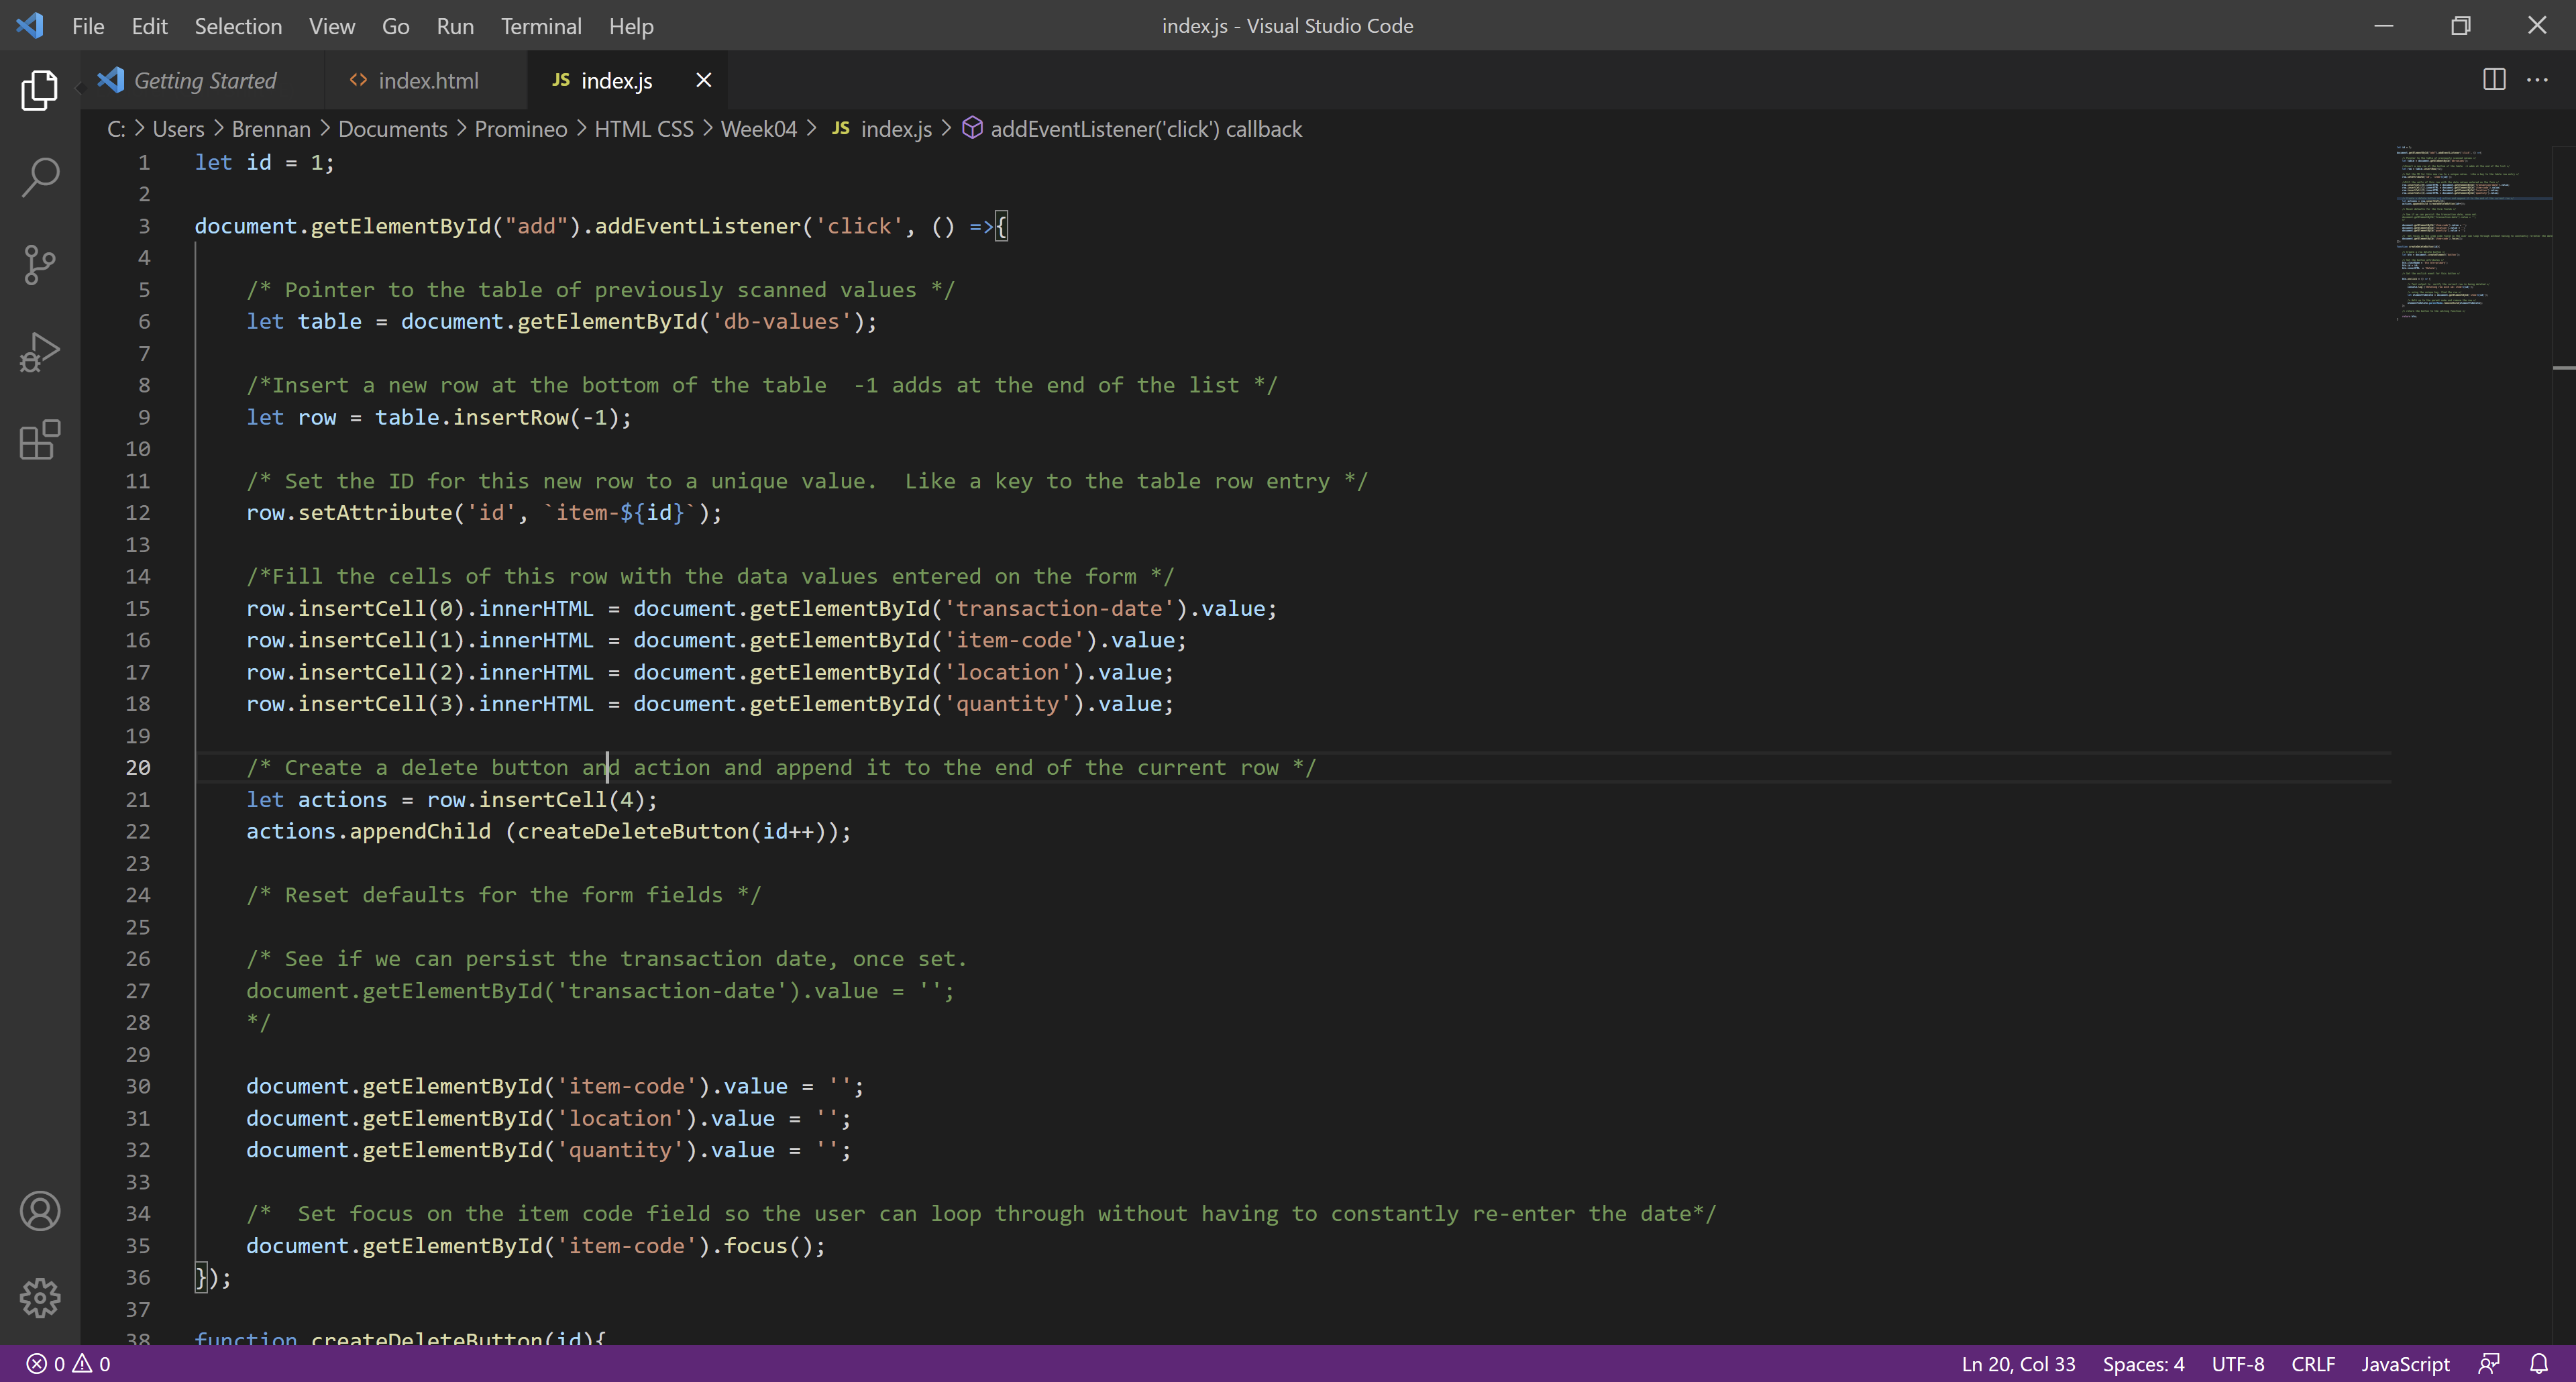 File Edit Selection View Go Run Terminal Help index.js - Visual Studio Code
Getting Started <> index.html JS index.js
C: > Users > Brennan > Documents > Promineo > HTML CSS > Week04 > JS index.js > addEventListener('click') callback
1 let id = 1;
2
3 document.getElementById("add").addEventListener('click', () =>{
4
5 /* Pointer to the table of previously scanned values */
6 let table = document.getElementById('db-values');
7
8 /*Insert a new row at the bottom of the table  -1 adds at the end of the list */
9 let row = table.insertRow(-1);
10
11 /* Set the ID for this new row to a unique value.  Like a key to the table row entry */
12 row.setAttribute('id', `item-${id}`);
13
14 /*Fill the cells of this row with the data values entered on the form */
15 row.insertCell(0).innerHTML = document.getElementById('transaction-date').value;
16 row.insertCell(1).innerHTML = document.getElementById('item-code').value;
17 row.insertCell(2).innerHTML = document.getElementById('location').value;
18 row.insertCell(3).innerHTML = document.getElementById('quantity').value;
19
20 /* Create a delete button and action and append it to the end of the current row */
21 let actions = row.insertCell(4);
22 actions.appendChild (createDeleteButton(id++));
23
24 /* Reset defaults for the form fields */
25
26 /* See if we can persist the transaction date, once set.
27 document.getElementById('transaction-date').value = '';
28 */
29
30 document.getElementById('item-code').value = '';
31 document.getElementById('location').value = '';
32 document.getElementById('quantity').value = '';
33
34 /*  Set focus on the item code field so the user can loop through without having to constantly re-enter the date*/
35 document.getElementById('item-code').focus();
36 });
37
38 function createDeleteButton(id){
0 0 Ln 20, Col 33 Spaces: 4 UTF-8 CRLF JavaScript